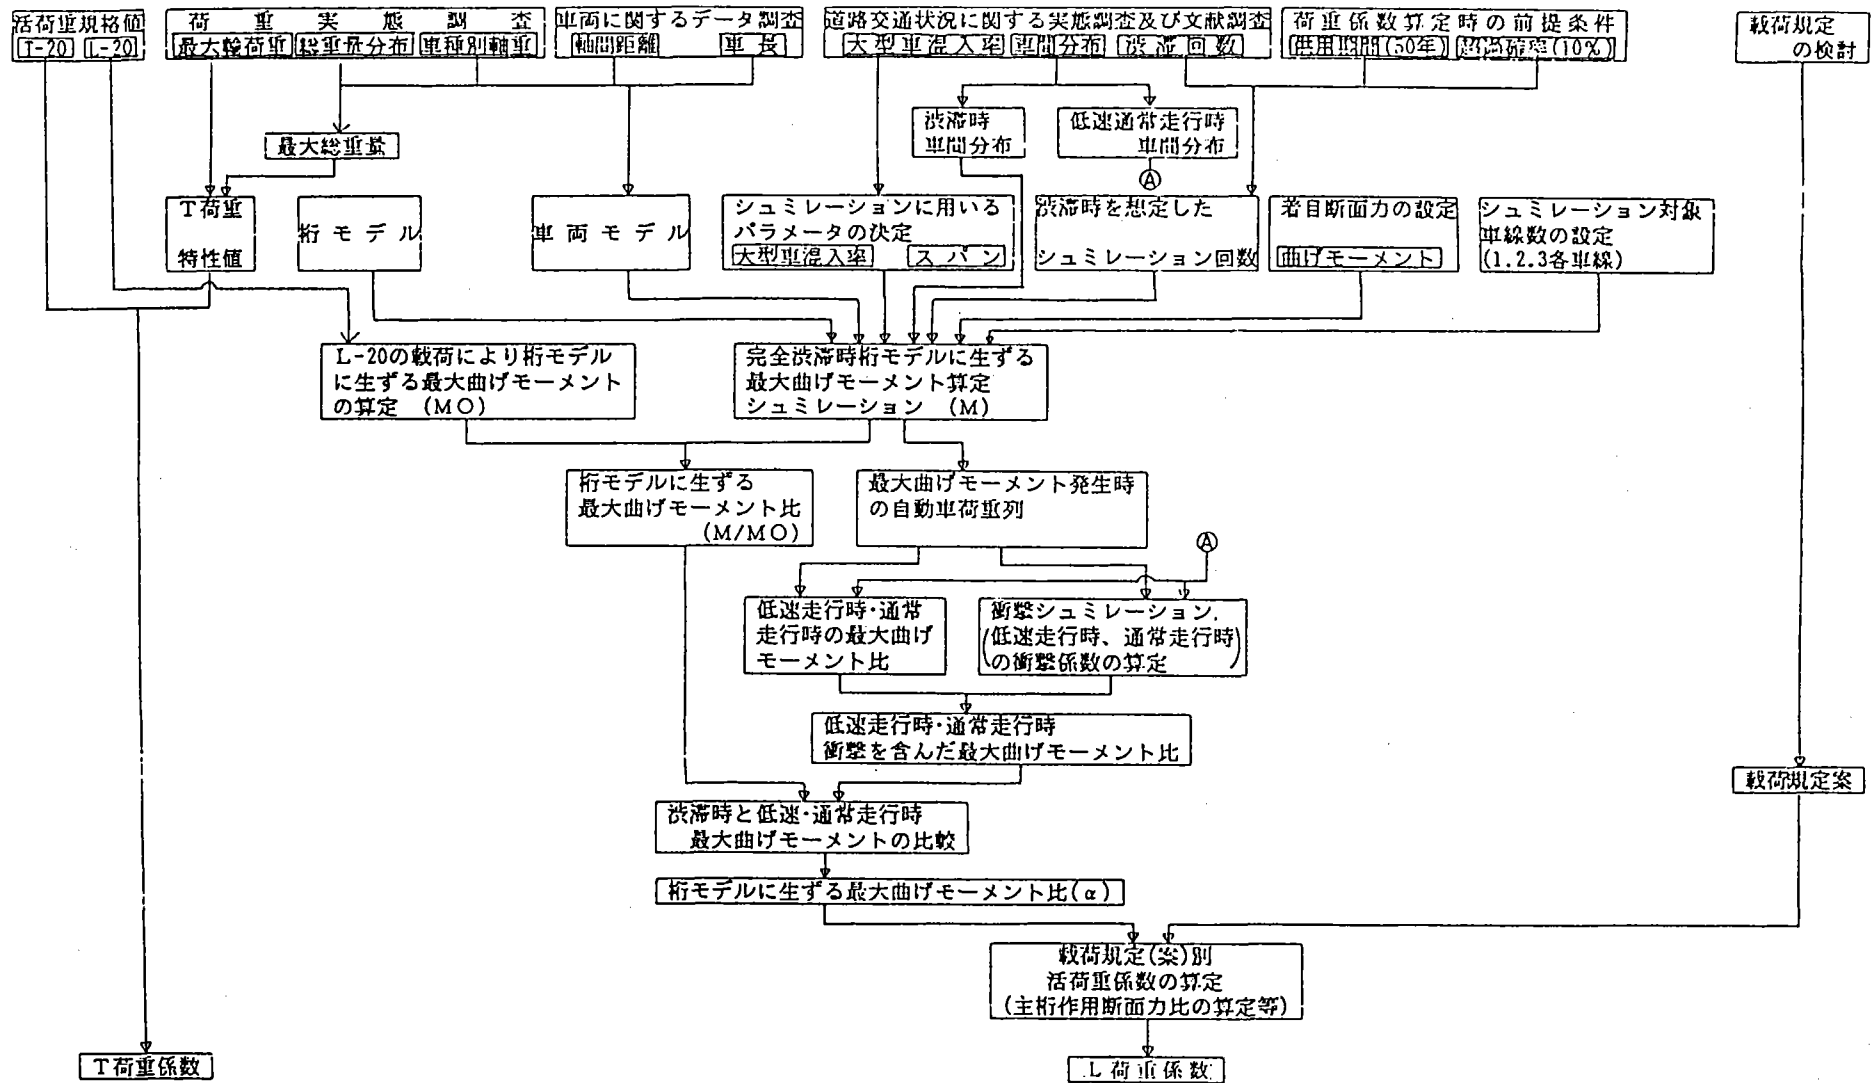 活荷重規格値
T-20 L-20
荷重実態調査
最大輪荷重 総重量分布 車種別軸重
車両に関するデータ調査
軸間距離 車長
道路交通状況に関する実態調査及び文献調査
大型車混入率 車間分布 渋滞回数
荷重係数算定時の前提条件
供用期間(50年) 超過確率(10%)
載荷規定
の検討
最大総重量
渋滞時
車間分布
低速通常走行時
車間分布
Ⓐ
T荷重
特性値
桁モデル
車両モデル
シュミレーションに用いる
パラメータの決定
大型車混入率 スパン
渋滞時を想定した
シュミレーション回数
着目断面力の設定
曲げモーメント
シュミレーション対象
車線数の設定
(1.2.3各車線)
L-20の載荷により桁モデル
に生ずる最大曲げモーメント
の算定 (MO)
完全渋滞時桁モデルに生ずる
最大曲げモーメント算定
シュミレーション (M)
桁モデルに生ずる
最大曲げモーメント比
(M/MO)
最大曲げモーメント発生時
の自動車荷重列
Ⓐ
低速走行時・通常
走行時の最大曲げ
モーメント比
衝撃シュミレーション
(低速走行時、通常走行時
の衝撃係数の算定)
低速走行時・通常走行時
衝撃を含んだ最大曲げモーメント比
載荷規定案
渋滞時と低速・通常走行時
最大曲げモーメントの比較
桁モデルに生ずる最大曲げモーメント比(α)
載荷規定(案)別
活荷重係数の算定
(主桁作用断面力比の算定等)
T荷重係数
L荷重係数